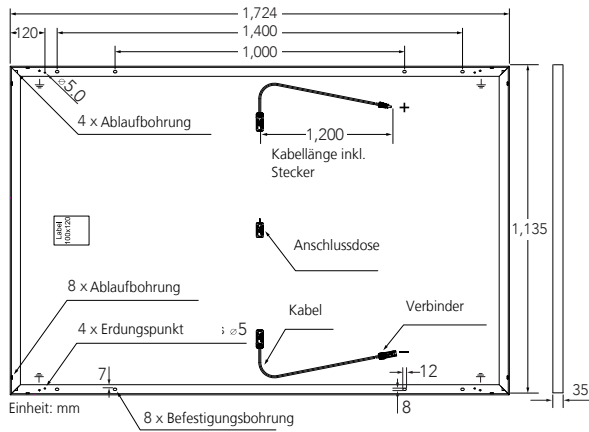 1,724
120
1,400
1,000
⌀5.0
4 x Ablaufbohrung
+
1,200
Kabellänge inkl.
Stecker
Label
100x120
Anschlussdose
1,135
8 x Ablaufbohrung
Kabel
Verbinder
4 x Erdungspunkt
⌀5
−
7
12
8
35
Einheit: mm
8 x Befestigungsbohrung